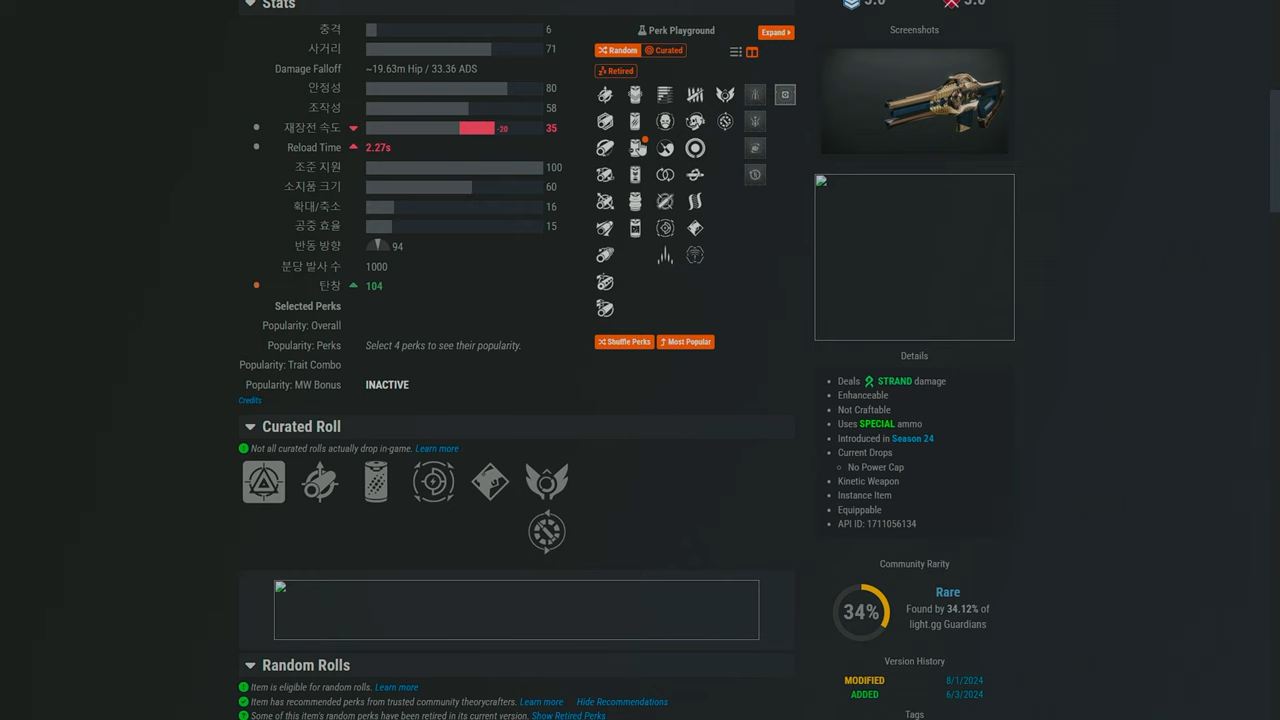 Stats
충격 6
사거리 71
Damage Falloff ~19.63m Hip / 33.36 ADS
안정성 80
조작성 58
재장전 속도 -20 35
Reload Time 2.27s
조준 지원 100
소지품 크기 60
확대/축소 16
공중 효율 15
반동 방향 94
분당 발사 수 1000
탄창 104
Selected Perks
Popularity: Overall
Popularity: Perks Select 4 perks to see their popularity.
Popularity: Trait Combo
Popularity: MW Bonus INACTIVE
Credits
Perk Playground Expand
Random Curated
Retired
Shuffle Perks Most Popular
Curated Roll
Not all curated rolls actually drop in-game. Learn more
Random Rolls
Item is eligible for random rolls. Learn more
Item has recommended perks from trusted community theorycrafters. Learn more Hide Recommendations
Some of this item's random perks have been retired in its current version. Show Retired Perks
Screenshots
Details
Deals STRAND damage
Enhanceable
Not Craftable
Uses SPECIAL ammo
Introduced in Season 24
Current Drops
No Power Cap
Kinetic Weapon
Instance Item
Equippable
API ID: 1711056134
Community Rarity
34%
Rare
Found by 34.12% of
light.gg Guardians
Version History
MODIFIED 8/1/2024
ADDED 6/3/2024
Tags